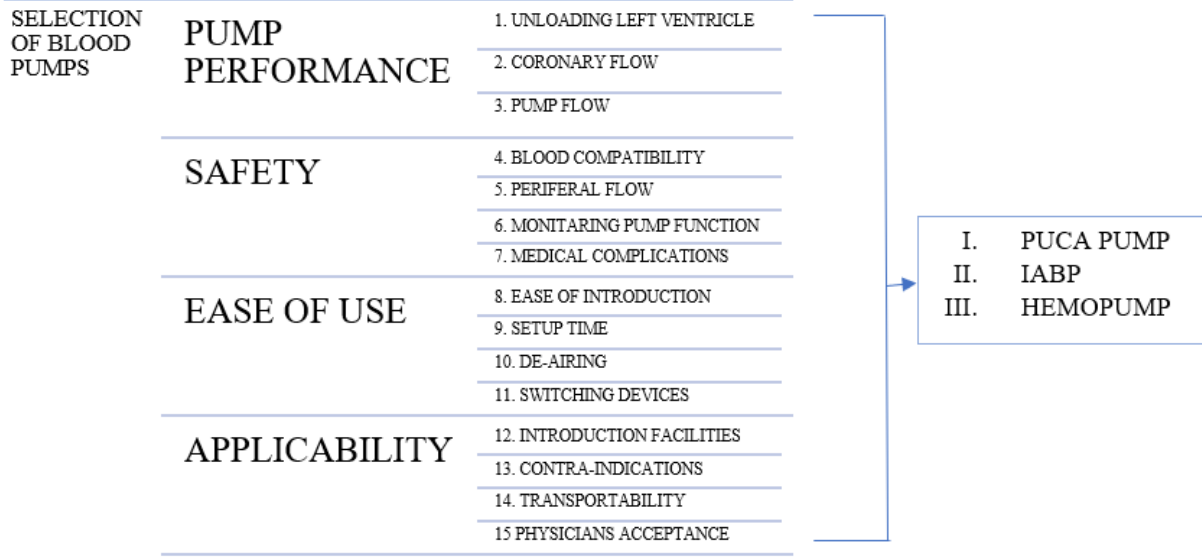 SELECTION
OF BLOOD
PUMPS
PUMP
PERFORMANCE
1. UNLOADING LEFT VENTRICLE
2. CORONARY FLOW
3. PUMP FLOW
SAFETY
4. BLOOD COMPATIBILITY
5. PERIFERAL FLOW
6. MONITARING PUMP FUNCTION
7. MEDICAL COMPLICATIONS
EASE OF USE
8. EASE OF INTRODUCTION
9. SETUP TIME
10. DE-AIRING
11. SWITCHING DEVICES
APPLICABILITY
12. INTRODUCTION FACILITIES
13. CONTRA-INDICATIONS
14. TRANSPORTABILITY
15 PHYSICIANS ACCEPTANCE
I. PUCA PUMP
II. IABP
III. HEMOPUMP